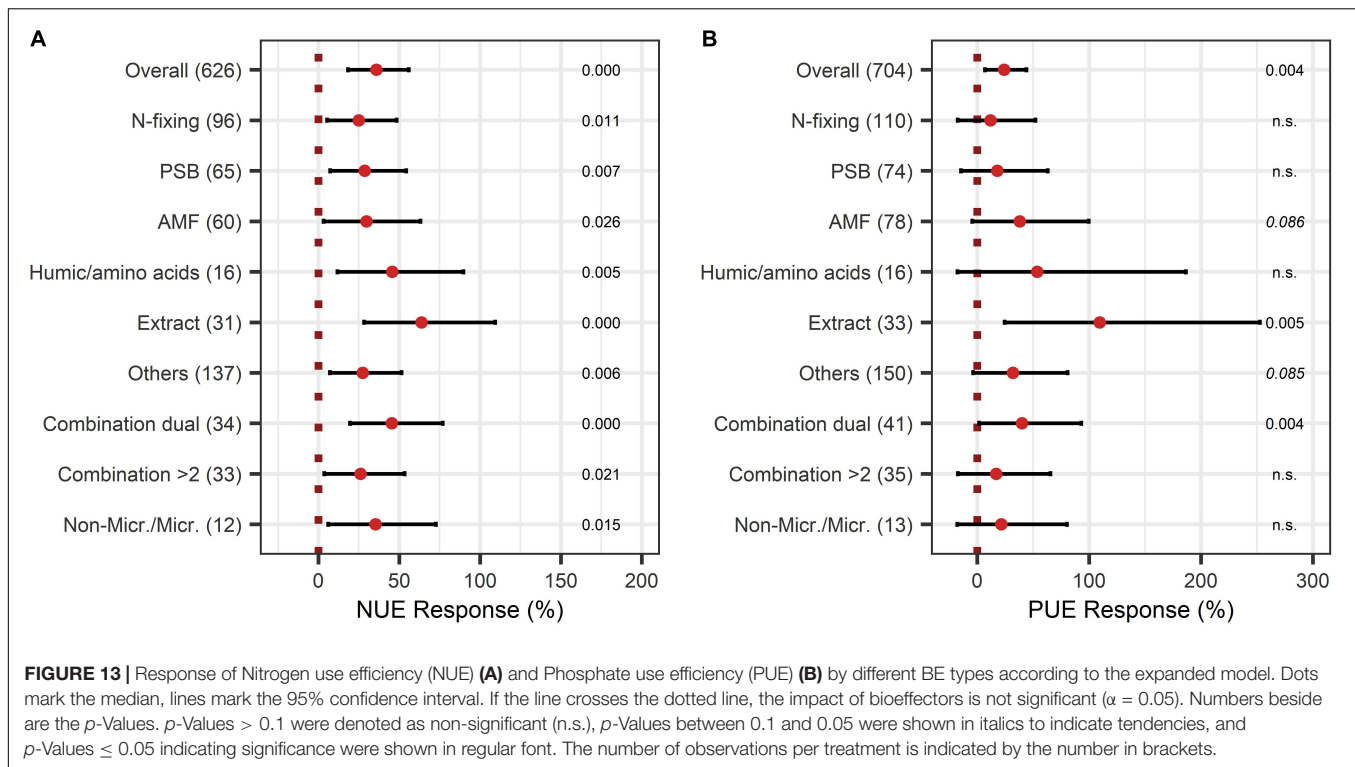 A
Overall (626)
0.000
N-fixing (96)
0.011
PSB (65)
0.007
AMF (60)
0.026
Humic/amino acids (16)
0.005
Extract (31)
0.000
Others (137)
0.006
Combination dual (34)
0.000
Combination >2 (33)
0.021
Non-Micr./Micr. (12)
0.015
0 50 100 150 200
NUE Response (%)
B
Overall (704)
0.004
N-fixing (110)
n.s.
PSB (74)
n.s.
AMF (78)
0.086
Humic/amino acids (16)
n.s.
Extract (33)
0.005
Others (150)
0.085
Combination dual (41)
0.004
Combination >2 (35)
n.s.
Non-Micr./Micr. (13)
n.s.
0 100 200 300
PUE Response (%)
FIGURE 13 | Response of Nitrogen use efficiency (NUE) (A) and Phosphate use efficiency (PUE) (B) by different BE types according to the expanded model. Dots
mark the median, lines mark the 95% confidence interval. If the line crosses the dotted line, the impact of bioeffectors is not significant (α = 0.05). Numbers beside
are the p-Values. p-Values > 0.1 were denoted as non-significant (n.s.), p-Values between 0.1 and 0.05 were shown in italics to indicate tendencies, and
p-Values ≤ 0.05 indicating significance were shown in regular font. The number of observations per treatment is indicated by the number in brackets.